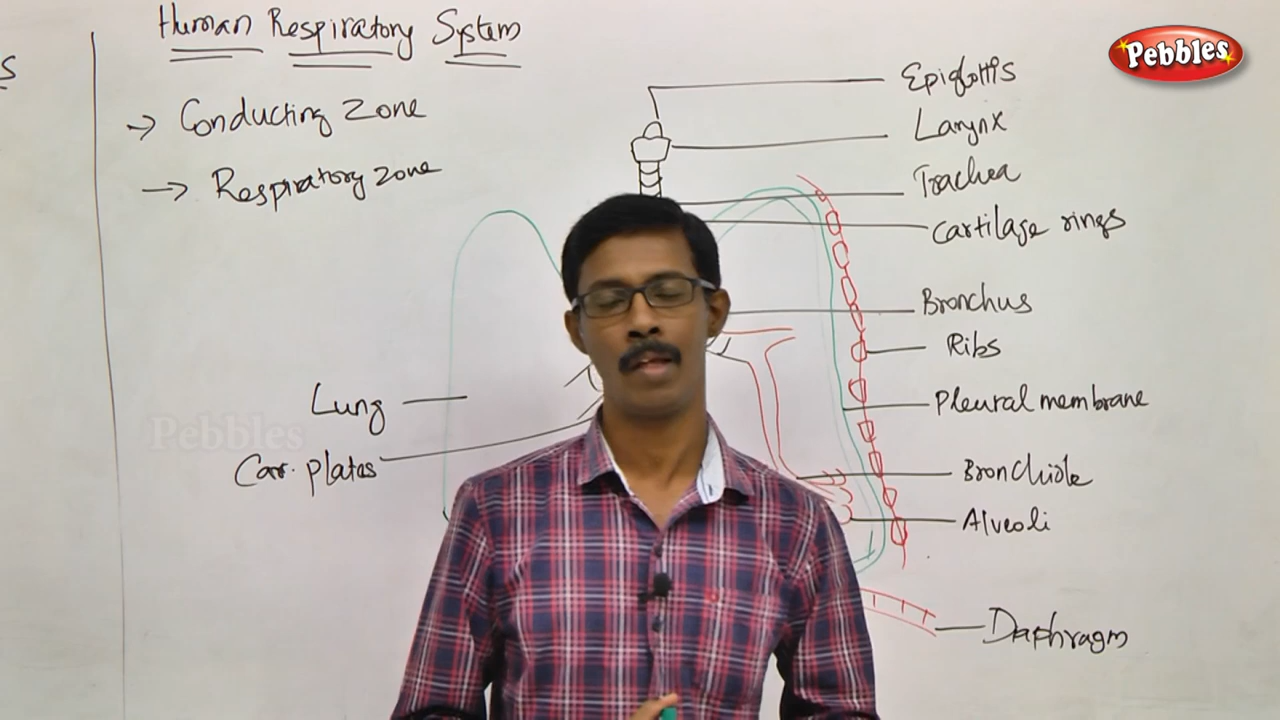 Human Respiratory System
Pebbles
s
→ Conducting Zone
→ Respiratory zone
Epiglottis
Larynx
Trachea
Cartilage rings
Bronchus
Ribs
Pleural membrane
Lung
Pebbles
Car. plates
Bronchiole
Alveoli
Daphragm